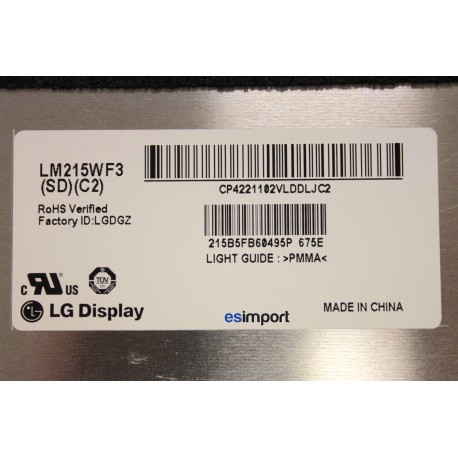 LM215WF3
(SD)(C2)
RoHS Verified
Factory ID:LGDGZ
CP4221102VLDDLJC2
215B5FB60495P 675E
LIGHT GUIDE : >PMMA<
c RU us
TÜV
LG Display
esimport
MADE IN CHINA